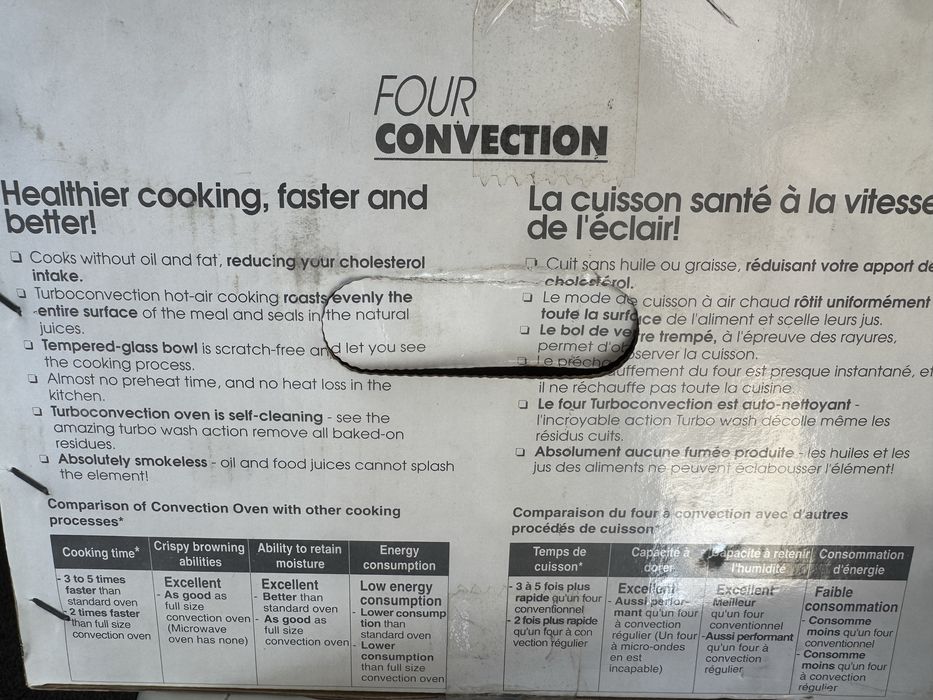 FOUR
CONVECTION
Healthier cooking, faster and
better!
❏ Cooks without oil and fat, reducing your cholesterol
intake.
❏ Turboconvection hot-air cooking roasts evenly the
entire surface of the meal and seals in the natural
juices.
❏ Tempered-glass bowl is scratch-free and let you see
the cooking process.
❏ Almost no preheat time, and no heat loss in the
kitchen.
❏ Turboconvection oven is self-cleaning - see the
amazing turbo wash action remove all baked-on
residues.
❏ Absolutely smokeless - oil and food juices cannot splash
the element!
Comparison of Convection Oven with other cooking
processes*
Cooking time*
- 3 to 5 times
faster than
standard oven
- 2 times faster
than full size
convection oven
Crispy browning
abilities
Excellent
- As good as
full size
convection oven
(Microwave
oven has none)
Ability to retain
moisture
Excellent
- Better than
standard oven
- As good as
full size
convection oven
Energy
consumption
Low energy
consumption
- Lower consump
tion than
standard oven
- Lower
consumption
than full size
convection oven
La cuisson santé à la vitesse
de l'éclair!
❏ Cuit sans huile ou graisse, réduisant votre apport de
cholestérol.
❏ Le mode de cuisson à air chaud rôtit uniformément
toute la surface de l'aliment et scelle leurs jus.
❏ Le bol de verre trempé, à l'épreuve des rayures,
permet d'observer la cuisson.
❏ Le préchauffement du four est presque instantané, et
il ne réchauffe pas toute la cuisine.
❏ Le four Turboconvection est auto-nettoyant -
l'incroyable action Turbo wash décolle même les
résidus cuits.
❏ Absolument aucune fumée produite - les huiles et les
jus des aliments ne peuvent éclabousser l'élément!
Comparaison du four à convection avec d'autres
procédés de cuisson*
Temps de
cuisson*
- 3 à 5 fois plus
rapide qu'un four
conventionnel
- 2 fois plus rapide
qu'un four à con
vection régulier
Capacité à
dorer
Excellent
- Aussi perfor-
mant qu'un four
à convection
régulier (Un four
à micro-ondes
en est
incapable)
Capacité à retenir
l'humidité
Excellent
- Meilleur
qu'un four
conventionnel
-Aussi performant
qu'un four à
convection
régulier
Consommation
d'énergie
Faible
consommation
- Consomme
moins qu'un four
conventionnel
- Consomme
moins qu'un four
à convection
régulier